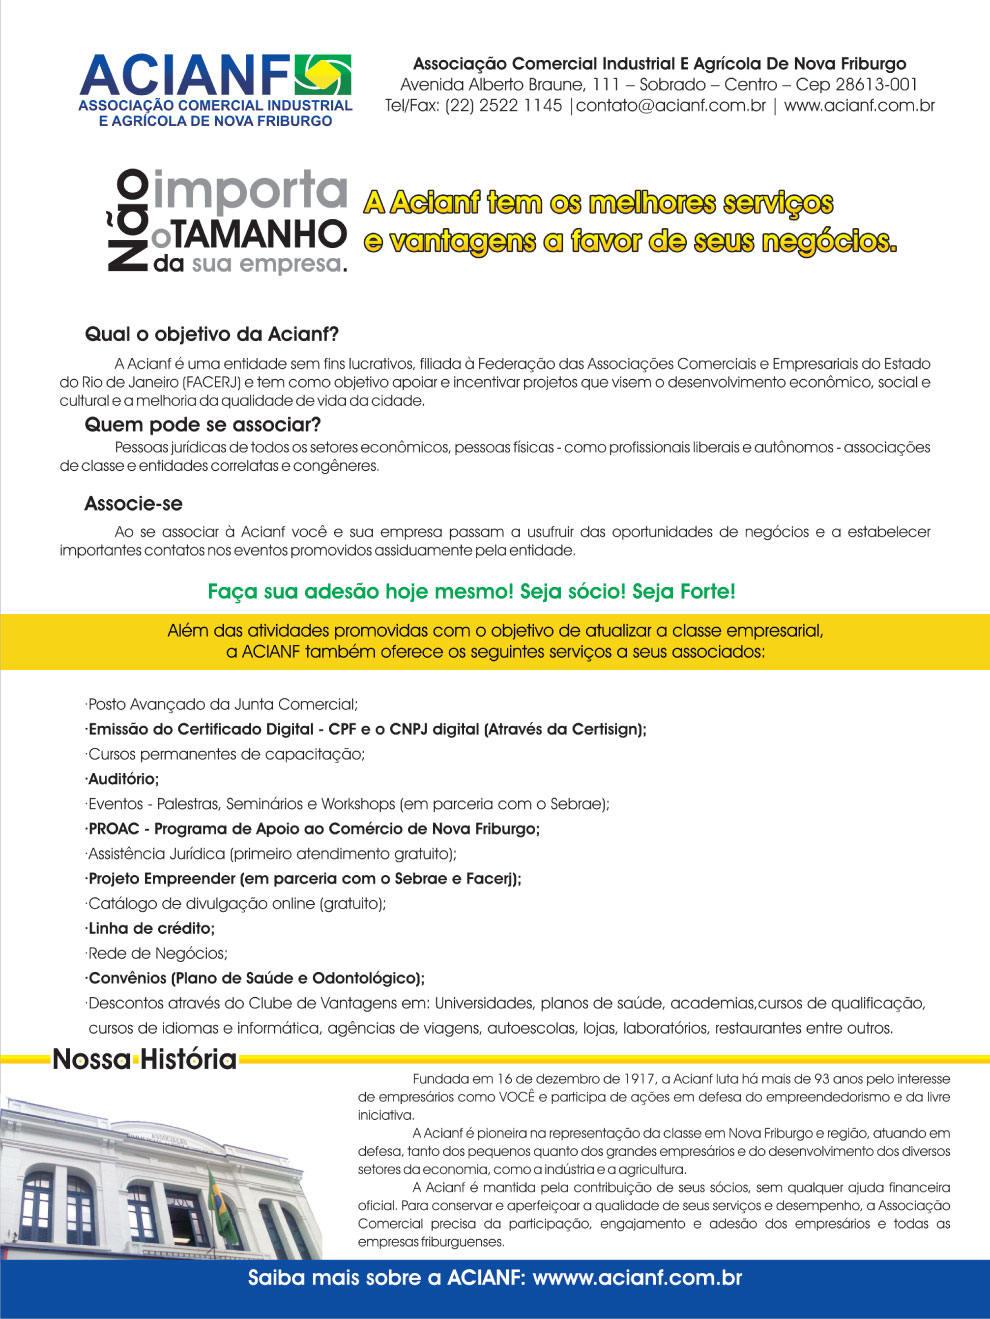 ACIANF
ASSOCIAÇÃO COMERCIAL INDUSTRIAL
E AGRÍCOLA DE NOVA FRIBURGO
Associação Comercial Industrial E Agrícola De Nova Friburgo
Avenida Alberto Braune, 111 – Sobrado – Centro – Cep 28613-001
Tel/Fax: (22) 2522 1145 |contato@acianf.com.br | www.acianf.com.br
Não importa
o TAMANHO
da sua empresa.
A Acianf tem os melhores serviços
e vantagens a favor de seus negócios.
Qual o objetivo da Acianf?
A Acianf é uma entidade sem fins lucrativos, filiada à Federação das Associações Comerciais e Empresariais do Estado
do Rio de Janeiro (FACERJ) e tem como objetivo apoiar e incentivar projetos que visem o desenvolvimento econômico, social e
cultural e a melhoria da qualidade de vida da cidade.
Quem pode se associar?
Pessoas jurídicas de todos os setores econômicos, pessoas físicas - como profissionais liberais e autônomos - associações
de classe e entidades correlatas e congêneres.
Associe-se
Ao se associar à Acianf você e sua empresa passam a usufruir das oportunidades de negócios e a estabelecer
importantes contatos nos eventos promovidos assiduamente pela entidade.
Faça sua adesão hoje mesmo! Seja sócio! Seja Forte!
Além das atividades promovidas com o objetivo de atualizar a classe empresarial,
a ACIANF também oferece os seguintes serviços a seus associados:
·Posto Avançado da Junta Comercial;
·Emissão do Certificado Digital - CPF e o CNPJ digital (Através da Certisign);
·Cursos permanentes de capacitação;
·Auditório;
·Eventos - Palestras, Seminários e Workshops (em parceria com o Sebrae);
·PROAC - Programa de Apoio ao Comércio de Nova Friburgo;
·Assistência Jurídica (primeiro atendimento gratuito);
·Projeto Empreender (em parceria com o Sebrae e Facerj);
·Catálogo de divulgação online (gratuito);
·Linha de crédito;
·Rede de Negócios;
·Convênios (Plano de Saúde e Odontológico);
·Descontos através do Clube de Vantagens em: Universidades, planos de saúde, academias,cursos de qualificação,
cursos de idiomas e informática, agências de viagens, autoescolas, lojas, laboratórios, restaurantes entre outros.
Nossa História
Fundada em 16 de dezembro de 1917, a Acianf luta há mais de 93 anos pelo interesse
de empresários como VOCÊ e participa de ações em defesa do empreendedorismo e da livre
iniciativa.
A Acianf é pioneira na representação da classe em Nova Friburgo e região, atuando em
defesa, tanto dos pequenos quanto dos grandes empresários e do desenvolvimento dos diversos
setores da economia, como a indústria e a agricultura.
A Acianf é mantida pela contribuição de seus sócios, sem qualquer ajuda financeira
oficial. Para conservar e aperfeiçoar a qualidade de seus serviços e desempenho, a Associação
Comercial precisa da participação, engajamento e adesão dos empresários e todas as
empresas friburguenses.
Saiba mais sobre a ACIANF: wwww.acianf.com.br